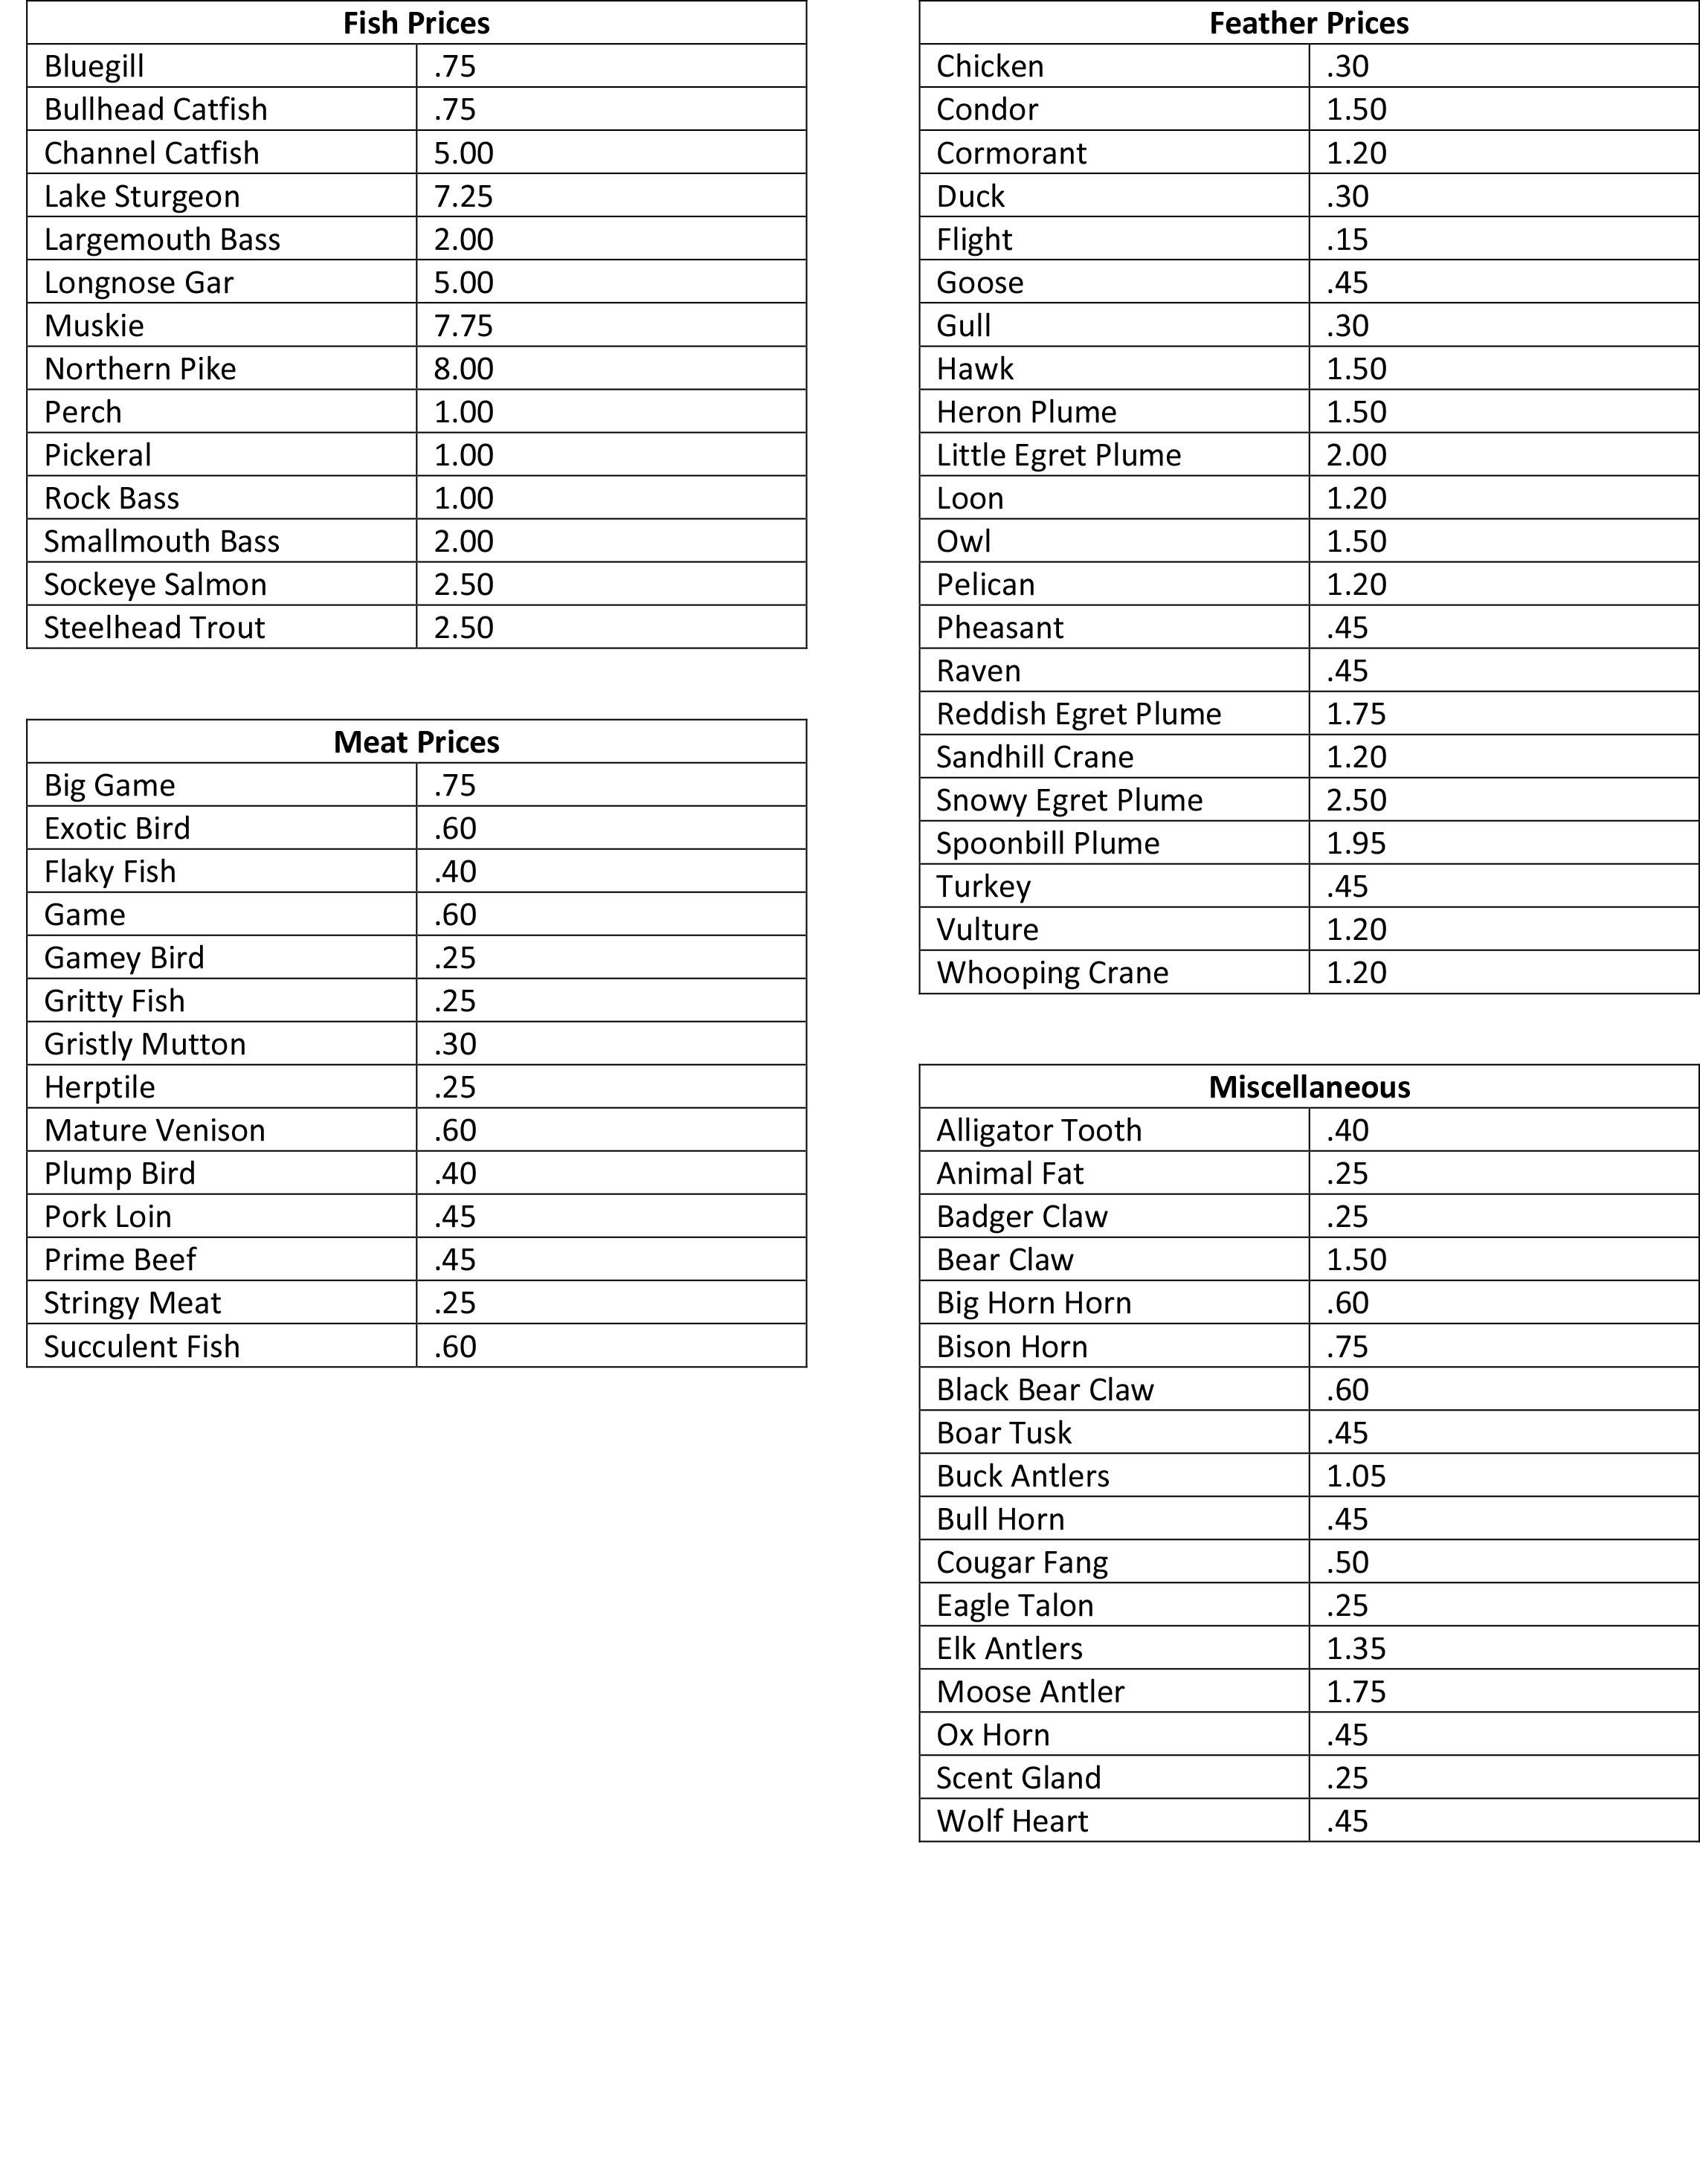 Fish Prices
Bluegill .75
Bullhead Catfish .75
Channel Catfish 5.00
Lake Sturgeon 7.25
Largemouth Bass 2.00
Longnose Gar 5.00
Muskie 7.75
Northern Pike 8.00
Perch 1.00
Pickeral 1.00
Rock Bass 1.00
Smallmouth Bass 2.00
Sockeye Salmon 2.50
Steelhead Trout 2.50
Meat Prices
Big Game .75
Exotic Bird .60
Flaky Fish .40
Game .60
Gamey Bird .25
Gritty Fish .25
Gristly Mutton .30
Herptile .25
Mature Venison .60
Plump Bird .40
Pork Loin .45
Prime Beef .45
Stringy Meat .25
Succulent Fish .60
Feather Prices
Chicken .30
Condor 1.50
Cormorant 1.20
Duck .30
Flight .15
Goose .45
Gull .30
Hawk 1.50
Heron Plume 1.50
Little Egret Plume 2.00
Loon 1.20
Owl 1.50
Pelican 1.20
Pheasant .45
Raven .45
Reddish Egret Plume 1.75
Sandhill Crane 1.20
Snowy Egret Plume 2.50
Spoonbill Plume 1.95
Turkey .45
Vulture 1.20
Whooping Crane 1.20
Miscellaneous
Alligator Tooth .40
Animal Fat .25
Badger Claw .25
Bear Claw 1.50
Big Horn Horn .60
Bison Horn .75
Black Bear Claw .60
Boar Tusk .45
Buck Antlers 1.05
Bull Horn .45
Cougar Fang .50
Eagle Talon .25
Elk Antlers 1.35
Moose Antler 1.75
Ox Horn .45
Scent Gland .25
Wolf Heart .45